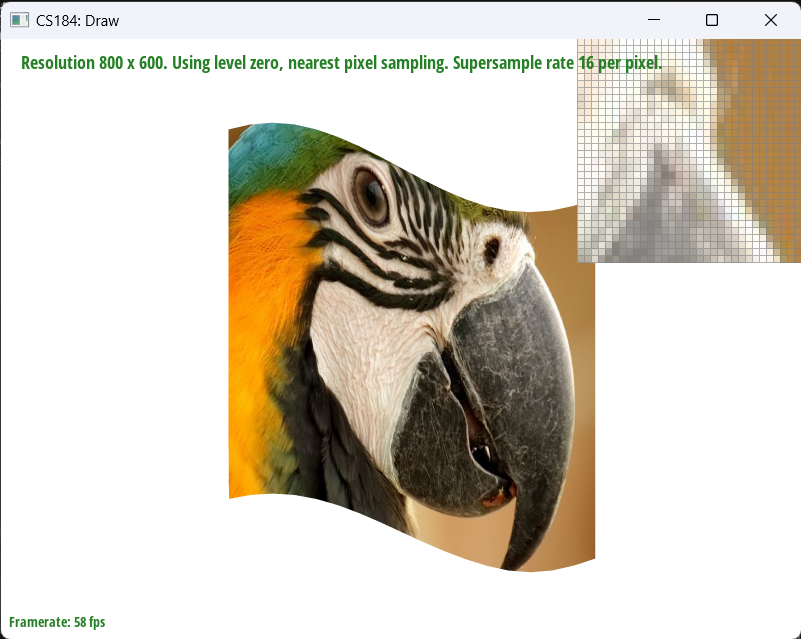 CS184: Draw
Resolution 800 x 600. Using level zero, nearest pixel sampling. Supersample rate 16 per pixel.
Framerate: 58 fps